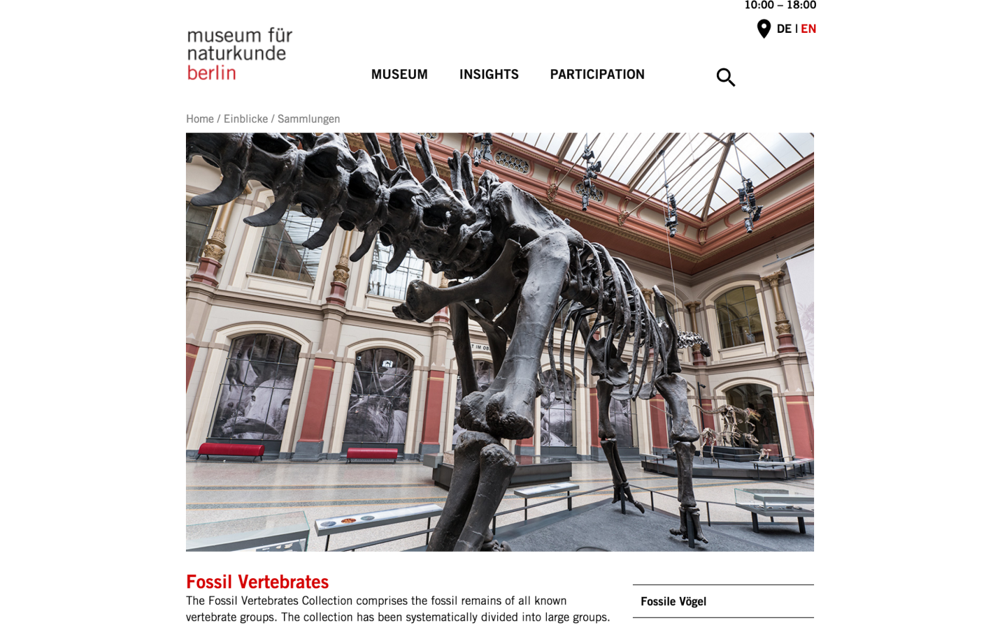 10:00 – 18:00
DE | EN
museum für
naturkunde
berlin
MUSEUM INSIGHTS PARTICIPATION
Home / Einblicke / Sammlungen
T IM OB
Fossil Vertebrates
The Fossil Vertebrates Collection comprises the fossil remains of all known
vertebrate groups. The collection has been systematically divided into large groups.
Fossile Vögel